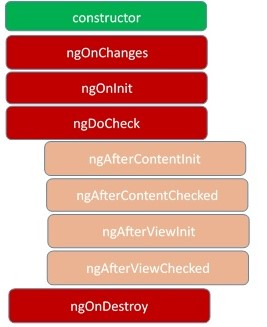 constructor
ngOnChanges
ngOnInit
ngDoCheck
ngAfterContentInit
ngAfterContentChecked
ngAfterViewInit
ngAfterViewChecked
ngOnDestroy